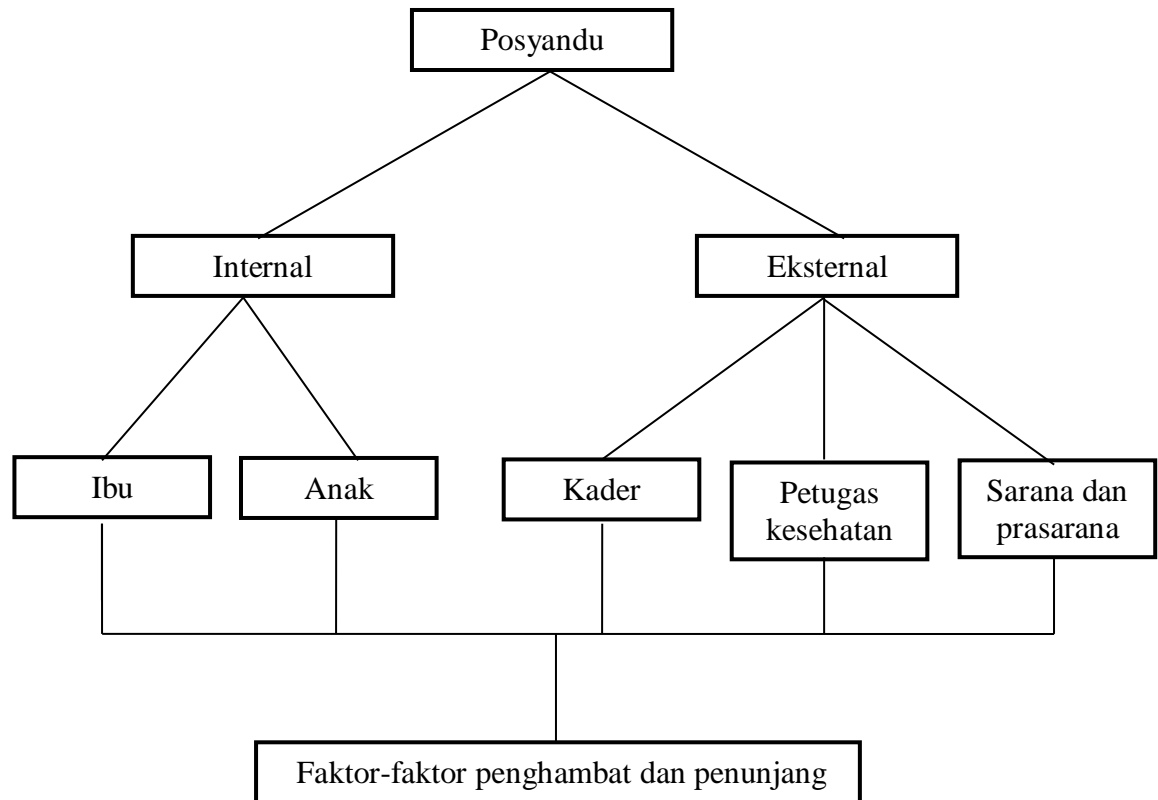 Posyandu
Internal
Eksternal
Ibu
Anak
Kader
Petugas
kesehatan
Sarana dan
prasarana
Faktor-faktor penghambat dan penunjang